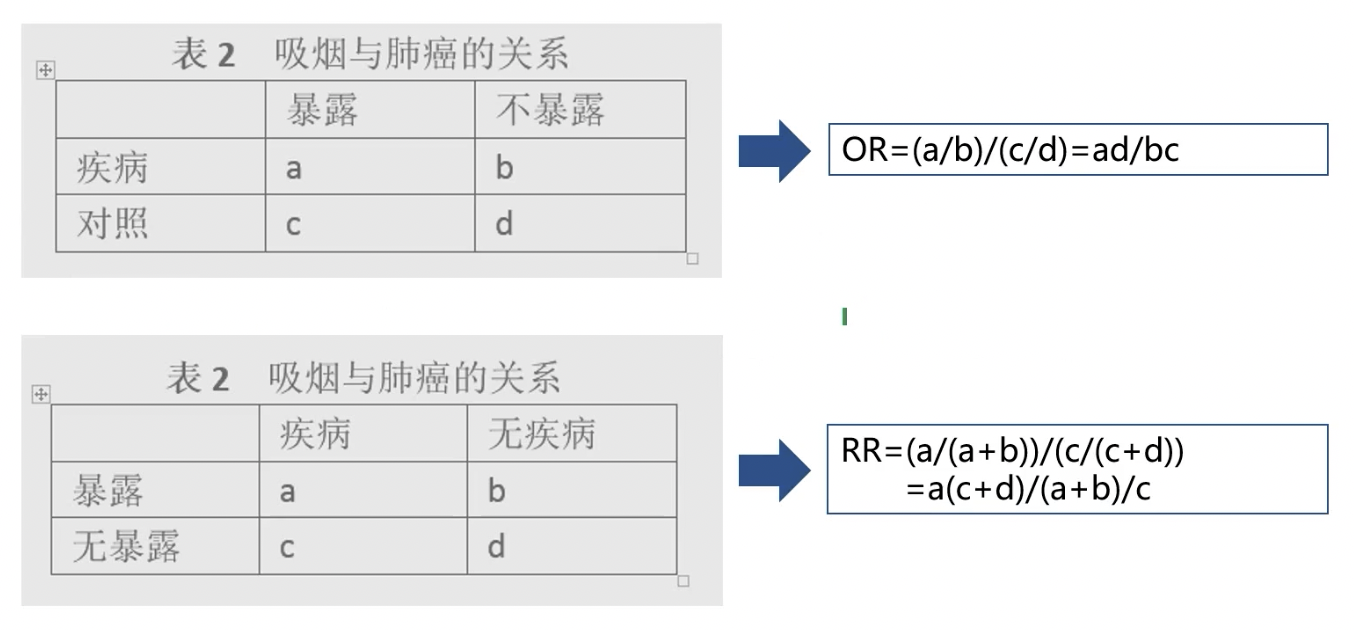 表 2 吸烟与肺癌的关系
暴露 不暴露
疾病 a b
对照 c d
OR=(a/b)/(c/d)=ad/bc
表 2 吸烟与肺癌的关系
疾病 无疾病
暴露 a b
无暴露 c d
RR=(a/(a+b))/(c/(c+d))
=a(c+d)/(a+b)/c